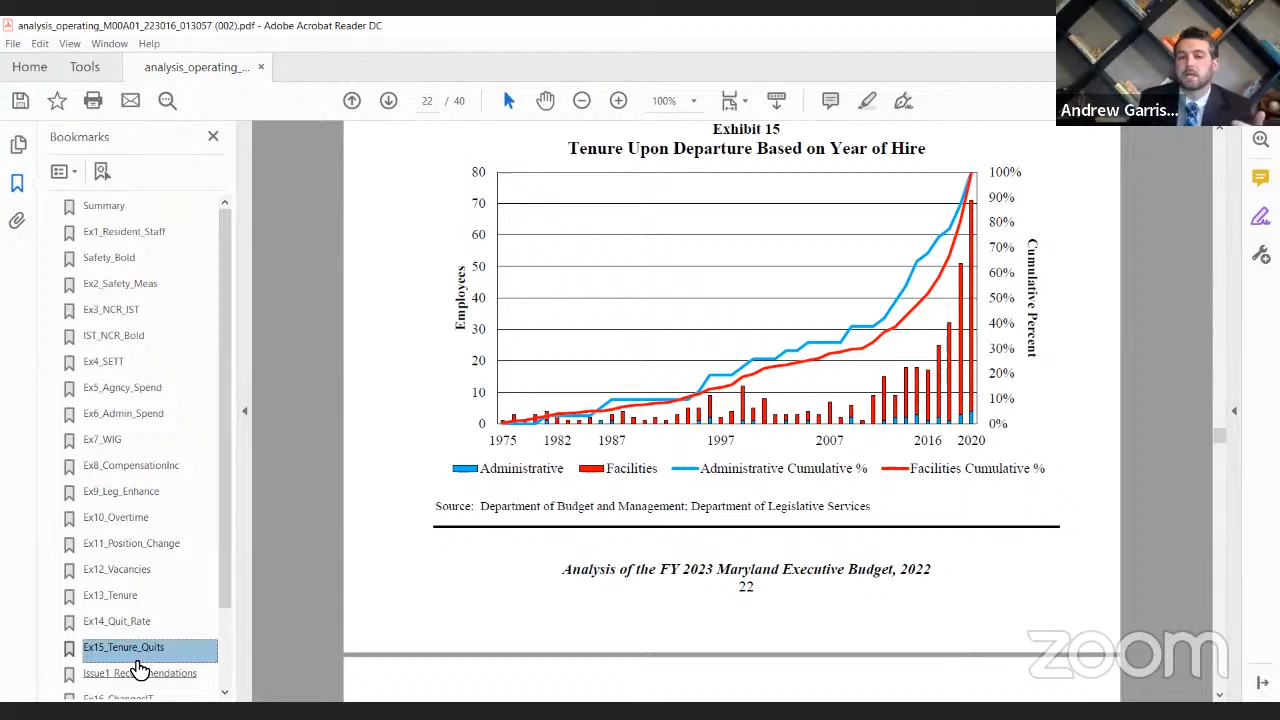 analysis_operating_M00A01_223016_013057 (002).pdf - Adobe Acrobat Reader DC
File Edit View Window Help
Home Tools analysis_operating_... ×
22 / 40 100%
Andrew Garris...
Bookmarks
Summary
Ex1_Resident_Staff
Safety_Bold
Ex2_Safety_Meas
Ex3_NCR_IST
IST_NCR_Bold
Ex4_SETT
Ex5_Agncy_Spend
Ex6_Admin_Spend
Ex7_WIG
Ex8_CompensationInc
Ex9_Leg_Enhance
Ex10_Overtime
Ex11_Position_Change
Ex12_Vacancies
Ex13_Tenure
Ex14_Quit_Rate
Ex15_Tenure_Quits
Issue1_Recommendations
Ex16_ChangesIT
Exhibit 15
Tenure Upon Departure Based on Year of Hire
80 100%
90%
70
80%
60
70%
50 60%
40 50%
40%
30
30%
20
20%
10
10%
0 0%
Employees
Cumulative Percent
1975 1982 1987 1997 2007 2016 2020
Administrative Facilities Administrative Cumulative % Facilities Cumulative %
Source: Department of Budget and Management; Department of Legislative Services
Analysis of the FY 2023 Maryland Executive Budget, 2022
22
zoom